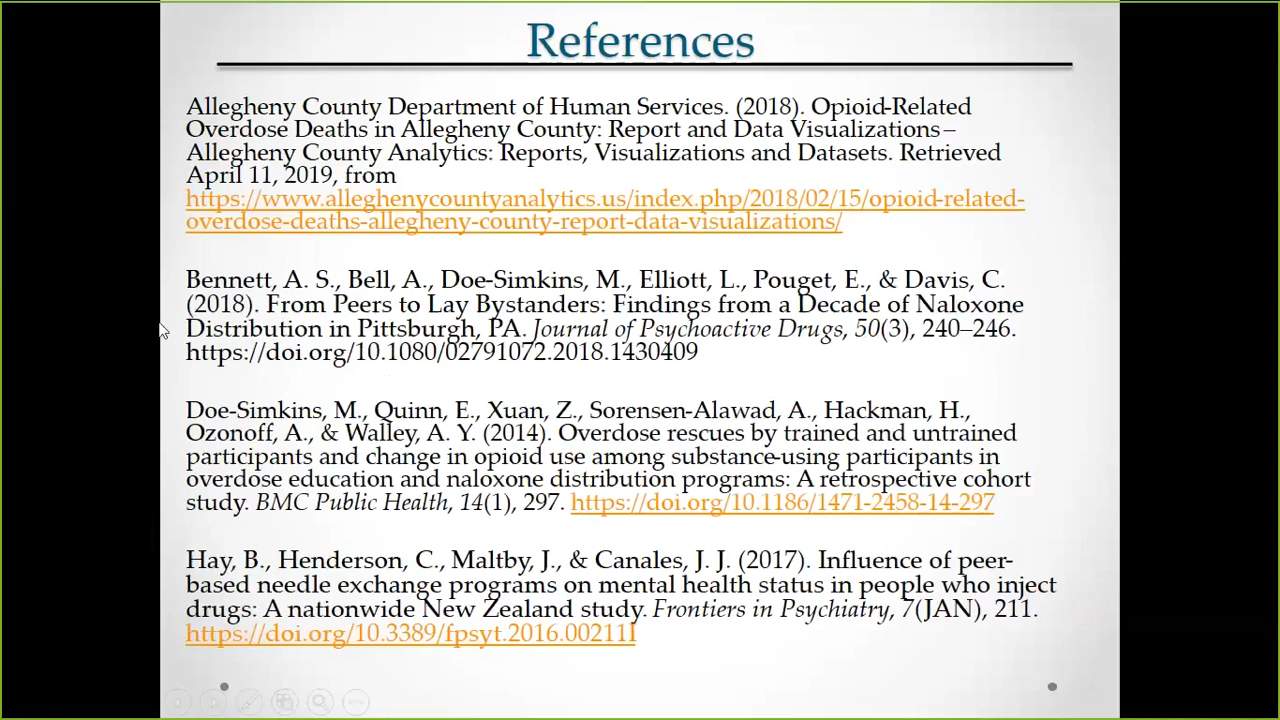 References
Allegheny County Department of Human Services. (2018). Opioid-Related
Overdose Deaths in Allegheny County: Report and Data Visualizations –
Allegheny County Analytics: Reports, Visualizations and Datasets. Retrieved
April 11, 2019, from
https://www.alleghenycountyanalytics.us/index.php/2018/02/15/opioid-related-
overdose-deaths-allegheny-county-report-data-visualizations/
Bennett, A. S., Bell, A., Doe-Simkins, M., Elliott, L., Pouget, E., & Davis, C.
(2018). From Peers to Lay Bystanders: Findings from a Decade of Naloxone
Distribution in Pittsburgh, PA. Journal of Psychoactive Drugs, 50(3), 240–246.
https://doi.org/10.1080/02791072.2018.1430409
Doe-Simkins, M., Quinn, E., Xuan, Z., Sorensen-Alawad, A., Hackman, H.,
Ozonoff, A., & Walley, A. Y. (2014). Overdose rescues by trained and untrained
participants and change in opioid use among substance-using participants in
overdose education and naloxone distribution programs: A retrospective cohort
study. BMC Public Health, 14(1), 297. https://doi.org/10.1186/1471-2458-14-297
Hay, B., Henderson, C., Maltby, J., & Canales, J. J. (2017). Influence of peer-
based needle exchange programs on mental health status in people who inject
drugs: A nationwide New Zealand study. Frontiers in Psychiatry, 7(JAN), 211.
https://doi.org/10.3389/fpsyt.2016.00211I